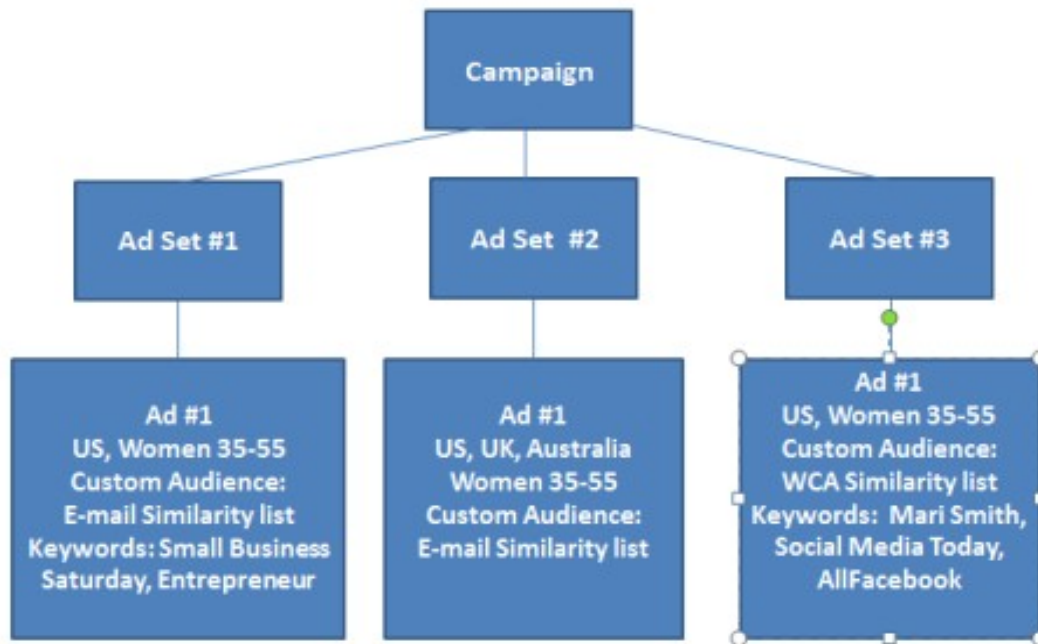 Campaign
Ad Set #1
Ad Set #2
Ad Set #3
Ad #1
US, Women 35-55
Custom Audience:
E-mail Similarity list
Keywords: Small Business
Saturday, Entrepreneur
Ad #1
US, UK, Australia
Women 35-55
Custom Audience:
E-mail Similarity list
Ad #1
US, Women 35-55
Custom Audience:
WCA Similarity list
Keywords: Mari Smith,
Social Media Today,
AllFacebook